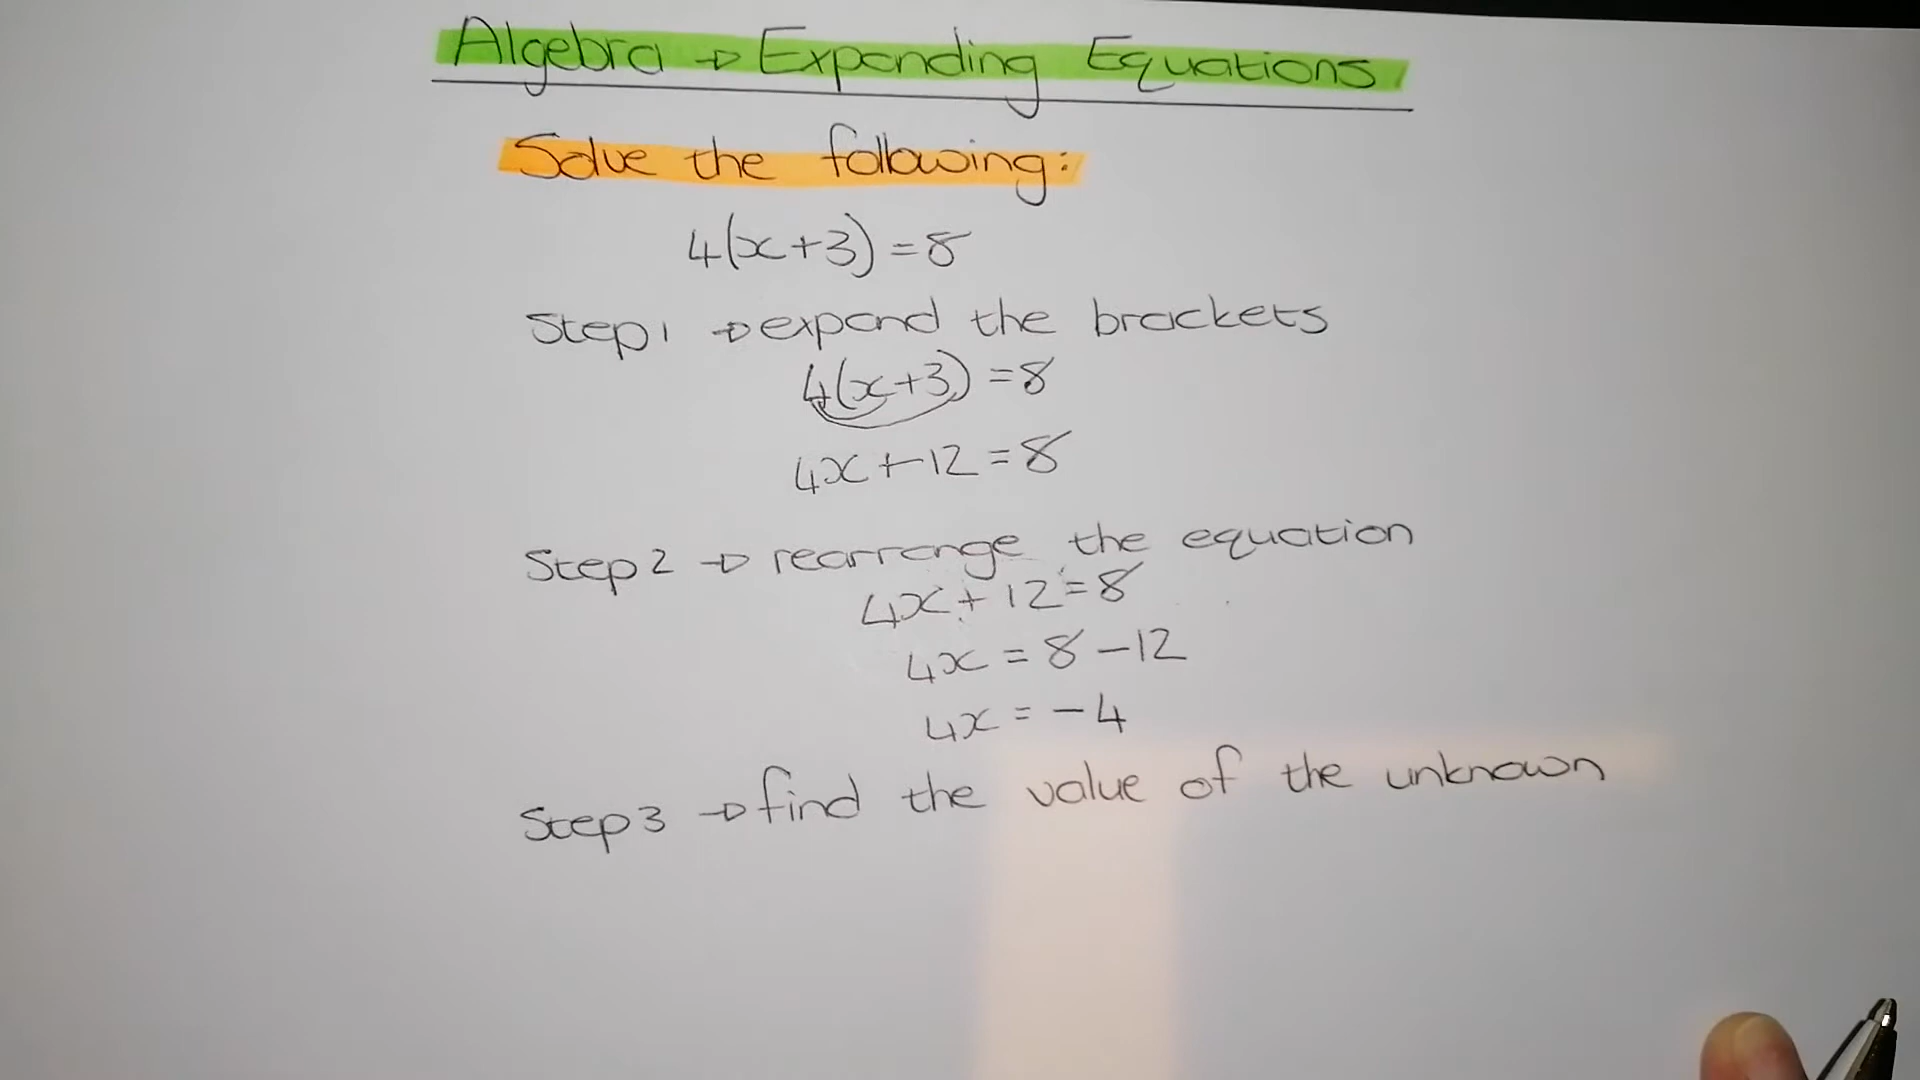 Algebra → Expanding Equations
Solve the following:
4(x+3)=8
Step 1 → expand the brackets
4(x+3)=8
4x+12=8
Step 2 → rearrange the equation
4x+12=8
4x=8-12
4x=-4
Step 3 → find the value of the unknown